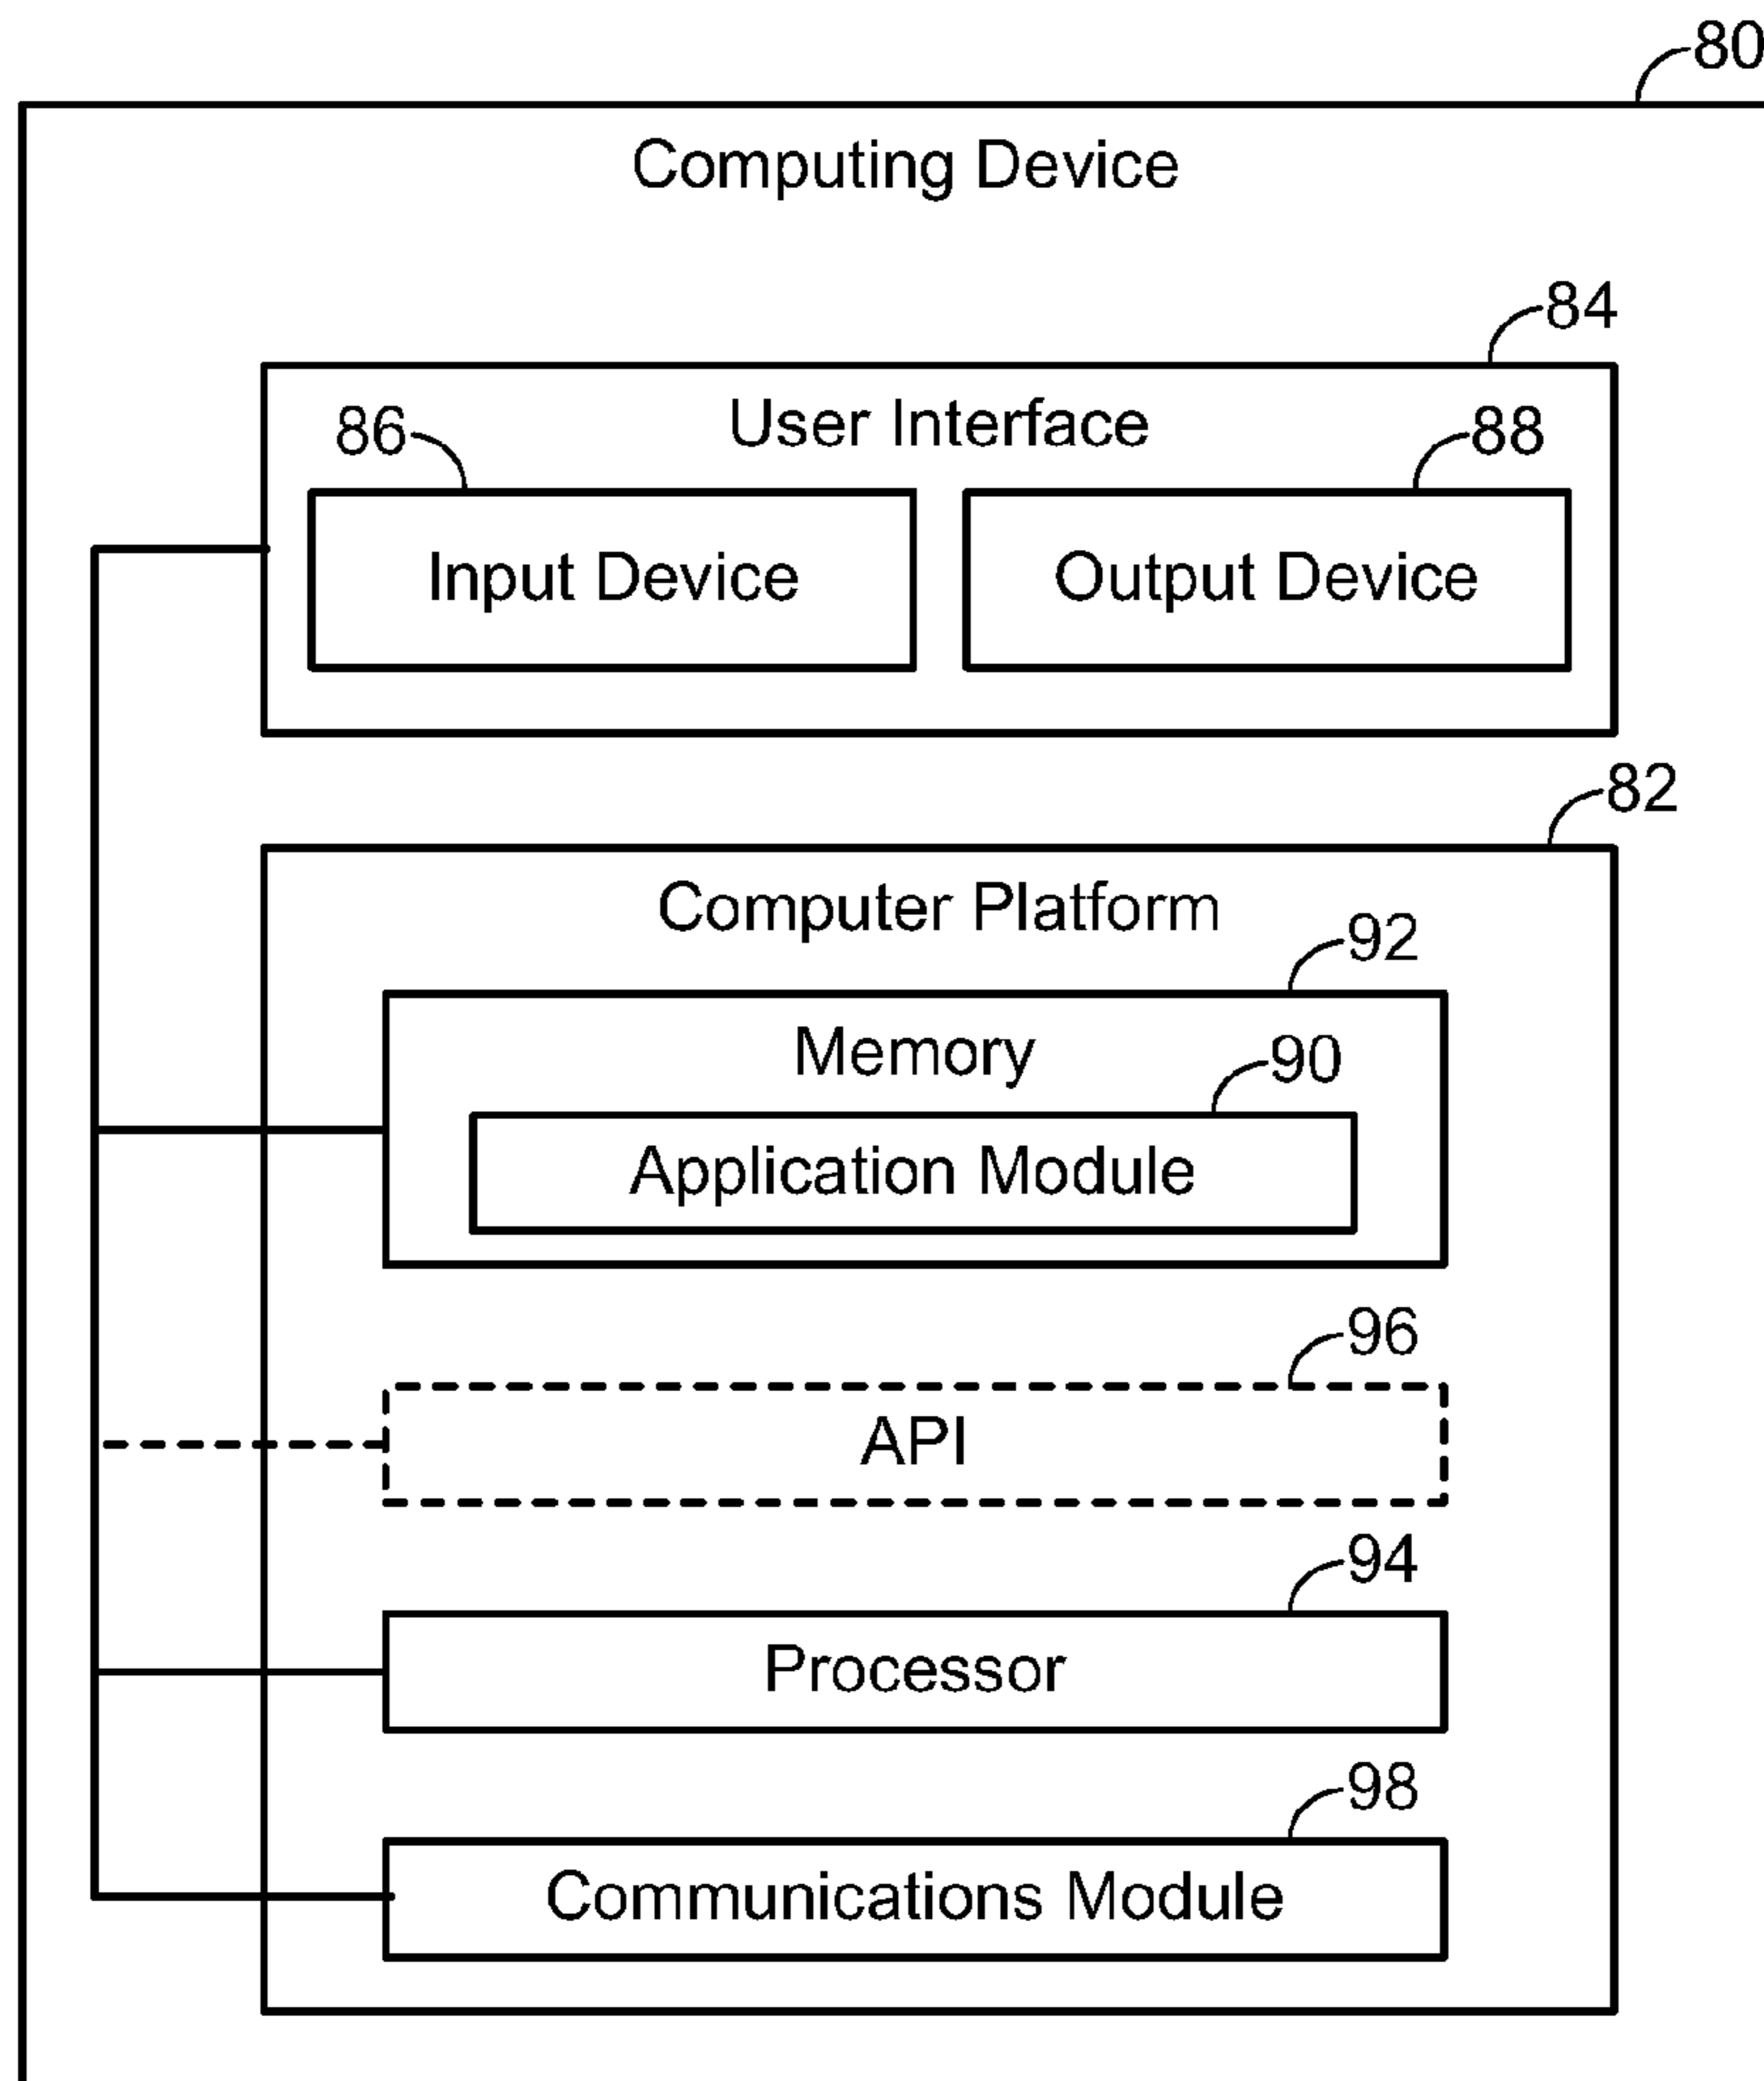 80
Computing Device
84
User Interface
86
88
Input Device
Output Device
82
Computer Platform
92
Memory
90
Application Module
96
API
94
Processor
98
Communications Module